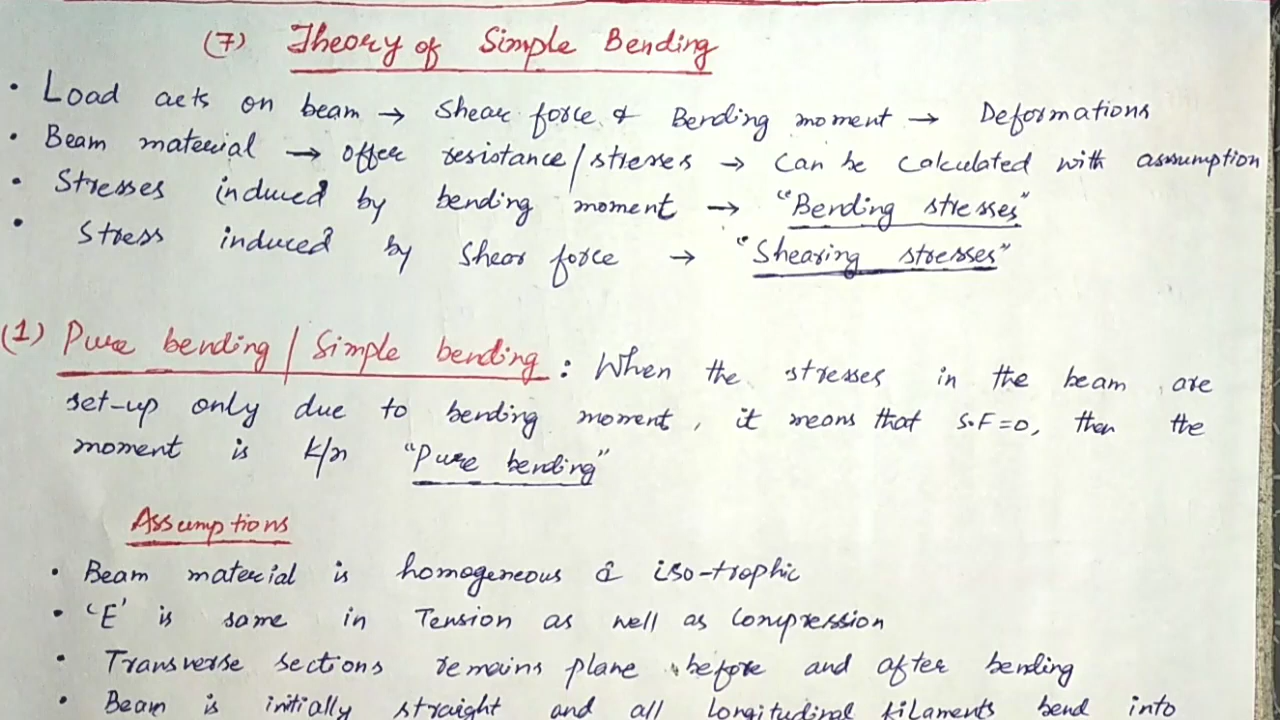 (7) Theory of Simple Bending
• Load acts on beam → Shear force & Bending moment → Deformations
• Beam material → offer resistance/stresses → Can be calculated with assumption
• Stresses induced by bending moment → "Bending stresses"
• Stress induced by Shear force → "Shearing stresses"
(1) Pure bending / Simple bending : When the stresses in the beam are
set-up only due to bending moment, it means that S.F=0, then the
moment is k/n "Pure bending"
Assumptions
• Beam material is homogeneous & iso-trophic
• 'E' is same in Tension as well as Compression
• Transverse sections remains plane before and after bending
• Beam is initially straight and all longitudinal filaments bend into